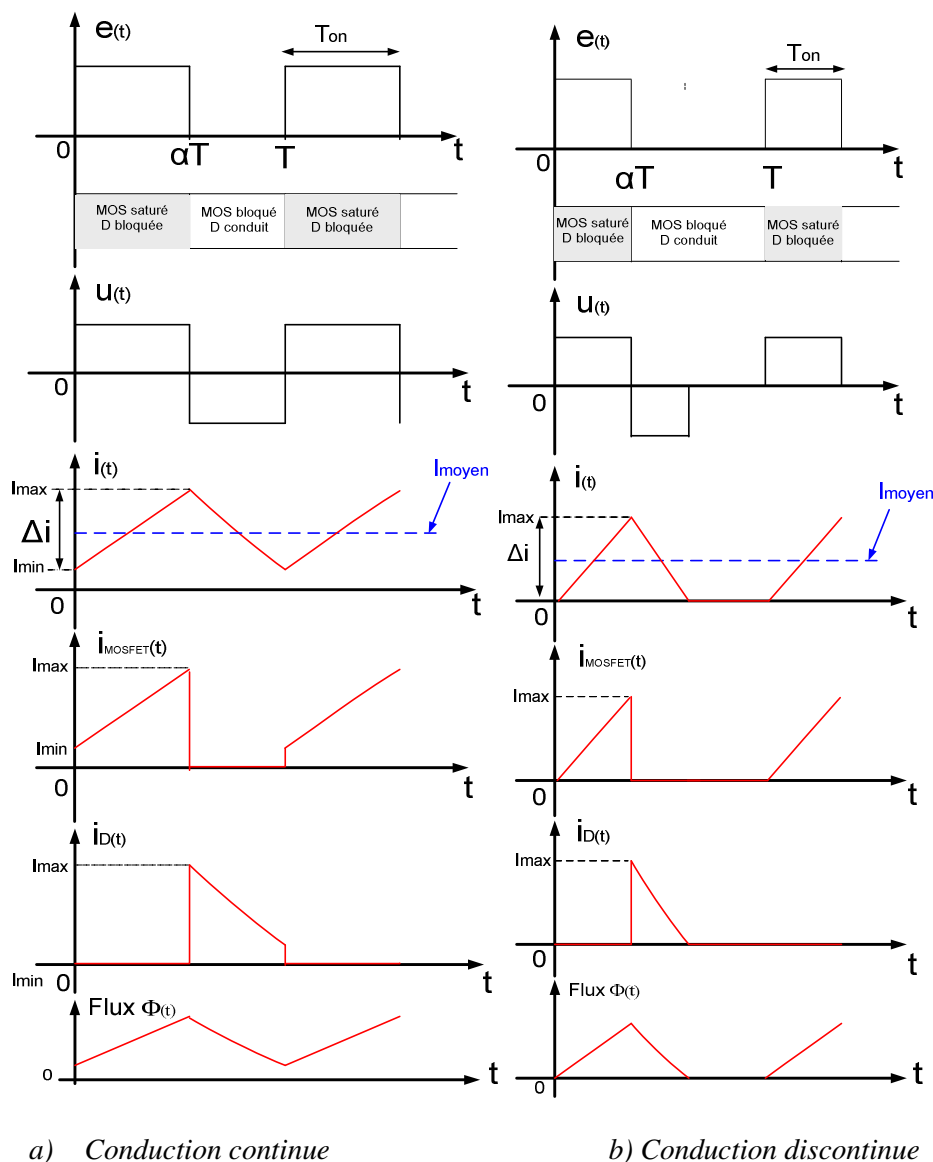 e(t)
Ton
0
αT
T
t
MOS saturé
D bloquée
MOS bloqué
D conduit
MOS saturé
D bloquée
u(t)
0
t
i(t)
Imax
Imoyen
Δi
Imin
0
t
iMOSFET(t)
Imax
Imin
0
t
iD(t)
Imax
Imin
0
t
Flux Φ(t)
0
t
a) Conduction continue
e(t)
Ton
0
αT
T
t
MOS saturé
D bloquée
MOS bloqué
D conduit
MOS saturé
D bloquée
u(t)
0
t
i(t)
Imax
Imoyen
Δi
0
t
iMOSFET(t)
Imax
0
t
iD(t)
Imax
0
t
Flux Φ(t)
0
t
b) Conduction discontinue